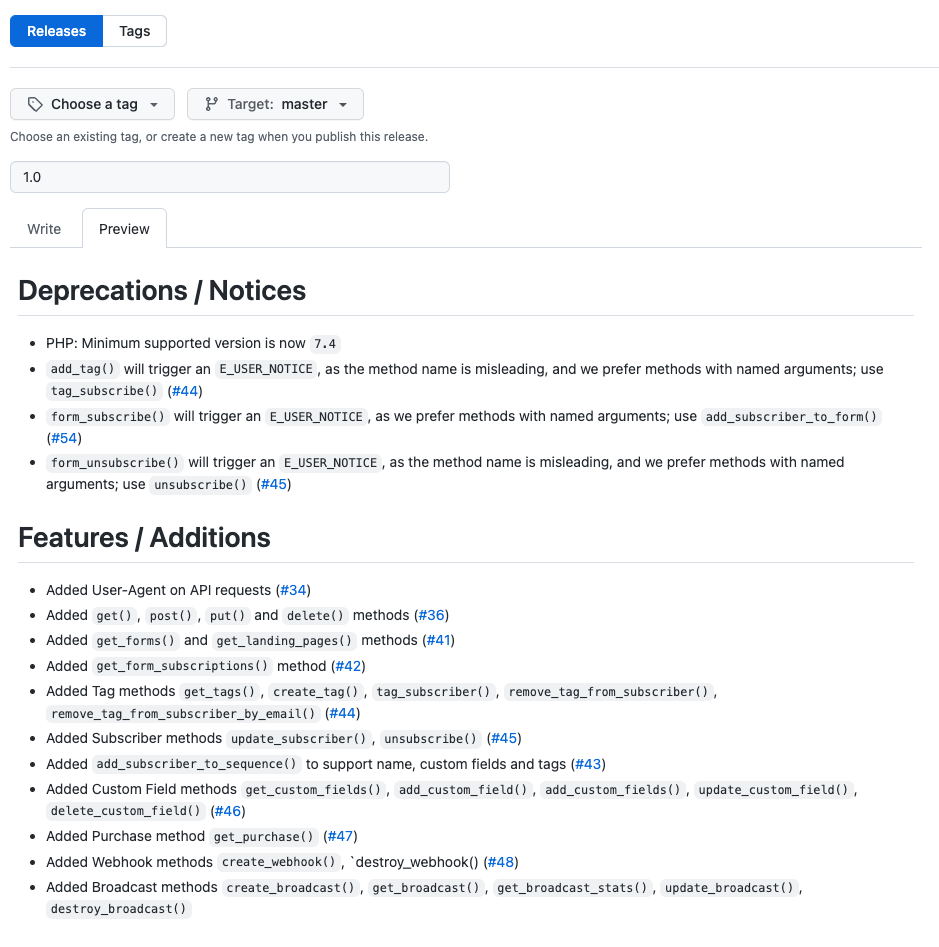 Releases Tags
Choose a tag Target: master
Choose an existing tag, or create a new tag when you publish this release.
1.0
Write Preview
Deprecations / Notices
• PHP: Minimum supported version is now 7.4
• add_tag() will trigger an E_USER_NOTICE, as the method name is misleading, and we prefer methods with named arguments; use
tag_subscribe() (#44)
• form_subscribe() will trigger an E_USER_NOTICE, as we prefer methods with named arguments; use add_subscriber_to_form()
(#54)
• form_unsubscribe() will trigger an E_USER_NOTICE, as the method name is misleading, and we prefer methods with named
arguments; use unsubscribe() (#45)
Features / Additions
• Added User-Agent on API requests (#34)
• Added get(), post(), put() and delete() methods (#36)
• Added get_forms() and get_landing_pages() methods (#41)
• Added get_form_subscriptions() method (#42)
• Added Tag methods get_tags(), create_tag(), tag_subscriber(), remove_tag_from_subscriber(),
remove_tag_from_subscriber_by_email() (#44)
• Added Subscriber methods update_subscriber(), unsubscribe() (#45)
• Added add_subscriber_to_sequence() to support name, custom fields and tags (#43)
• Added Custom Field methods get_custom_fields(), add_custom_field(), add_custom_fields(), update_custom_field(),
delete_custom_field() (#46)
• Added Purchase method get_purchase() (#47)
• Added Webhook methods create_webhook(), `destroy_webhook() (#48)
• Added Broadcast methods create_broadcast(), get_broadcast(), get_broadcast_stats(), update_broadcast(),
destroy_broadcast()